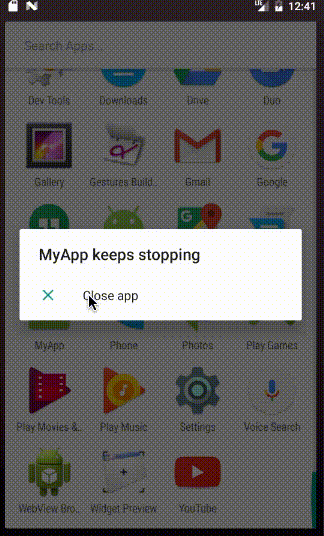 LTE 12:41
Search Apps...
Dev Tools Downloads Drive Duo
Gallery Gestures Build.. Gmail Google
MyApp keeps stopping
Close app
MyApp Phone Photos Play Games
Play Movies &.. Play Music Settings Voice Search
WebView Bro.. Widget Preview YouTube